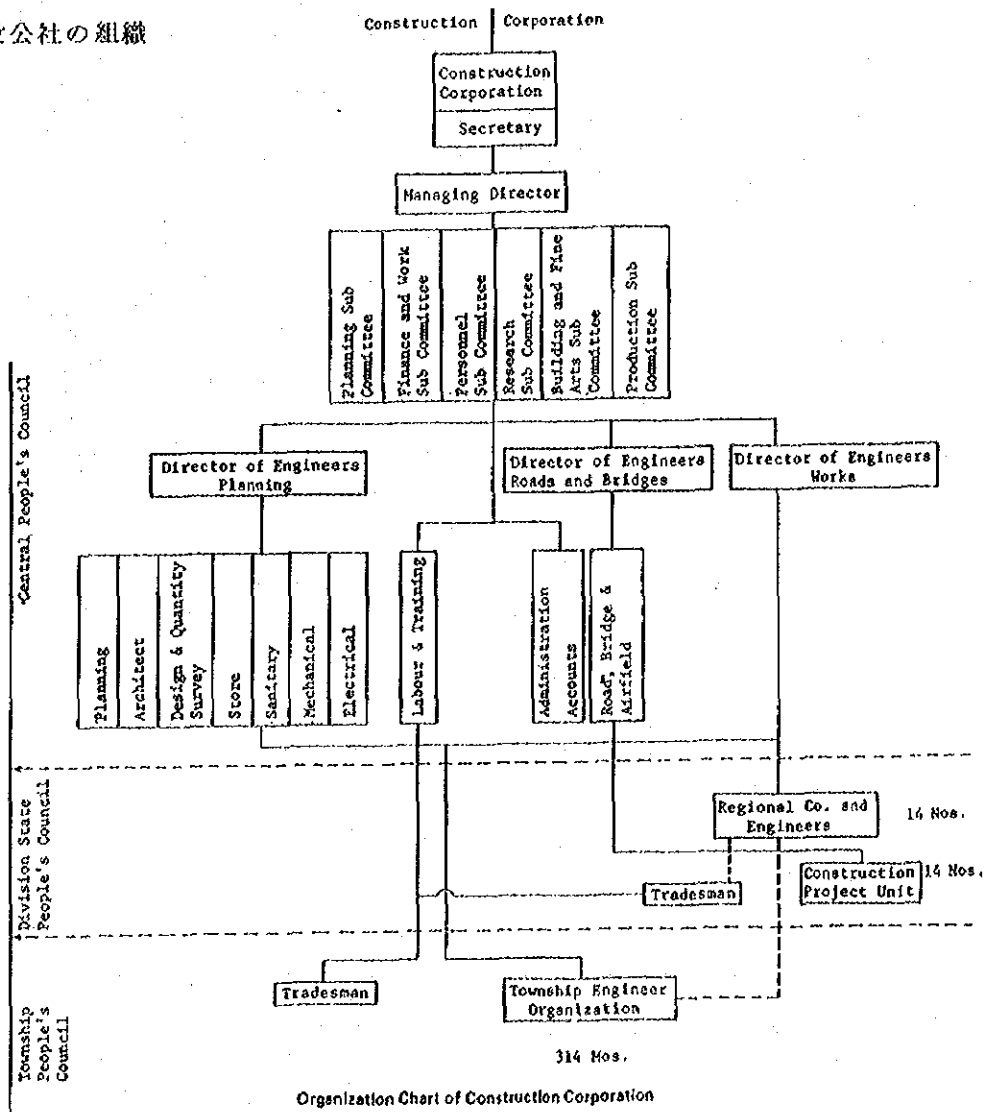 公社の組織
Construction Corporation
Construction
Corporation
Secretary
Managing Director
Planning Sub
Committee
Finance and Work
Sub Committee
Personnel
Sub Committee
Research
Sub Committee
Building and Fine
Arts Sub
Committee
Production Sub
Committee
Central People's Council
Director of Engineers
Planning
Director of Engineers
Roads and Bridges
Director of Engineers
Works
Planning
Architect
Design & Quantity
Survey
Store
Sanitary
Mechanical
Electrical
Labour & Training
Administration
Accounts
Road, Bridge &
Airfield
Division State
People's Council
Regional Co. and
Engineers
14 Nos.
Tradesman
Construction
Project Unit
14 Nos.
Township
People's
Council
Tradesman
Township Engineer
Organization
314 Nos.
Organization Chart of Construction Corporation